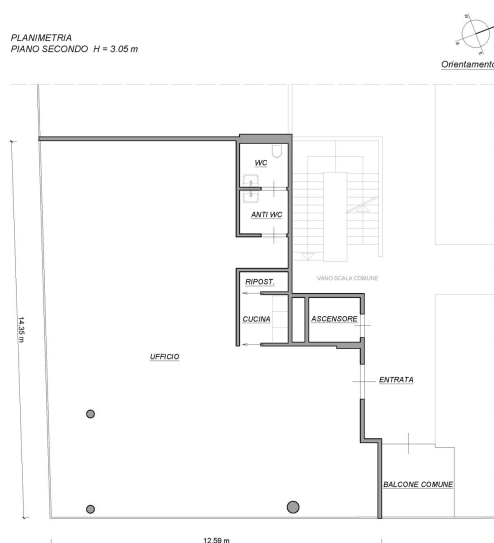 PLANIMETRIA
PIANO SECONDO H = 3.05 m
Orientamento
WC
ANTI WC
RIPOST.
VANO SCALA COMUNE
CUCINA
ASCENSORE
14.35 m
UFFICIO
ENTRATA
BALCONE COMUNE
12.59 m